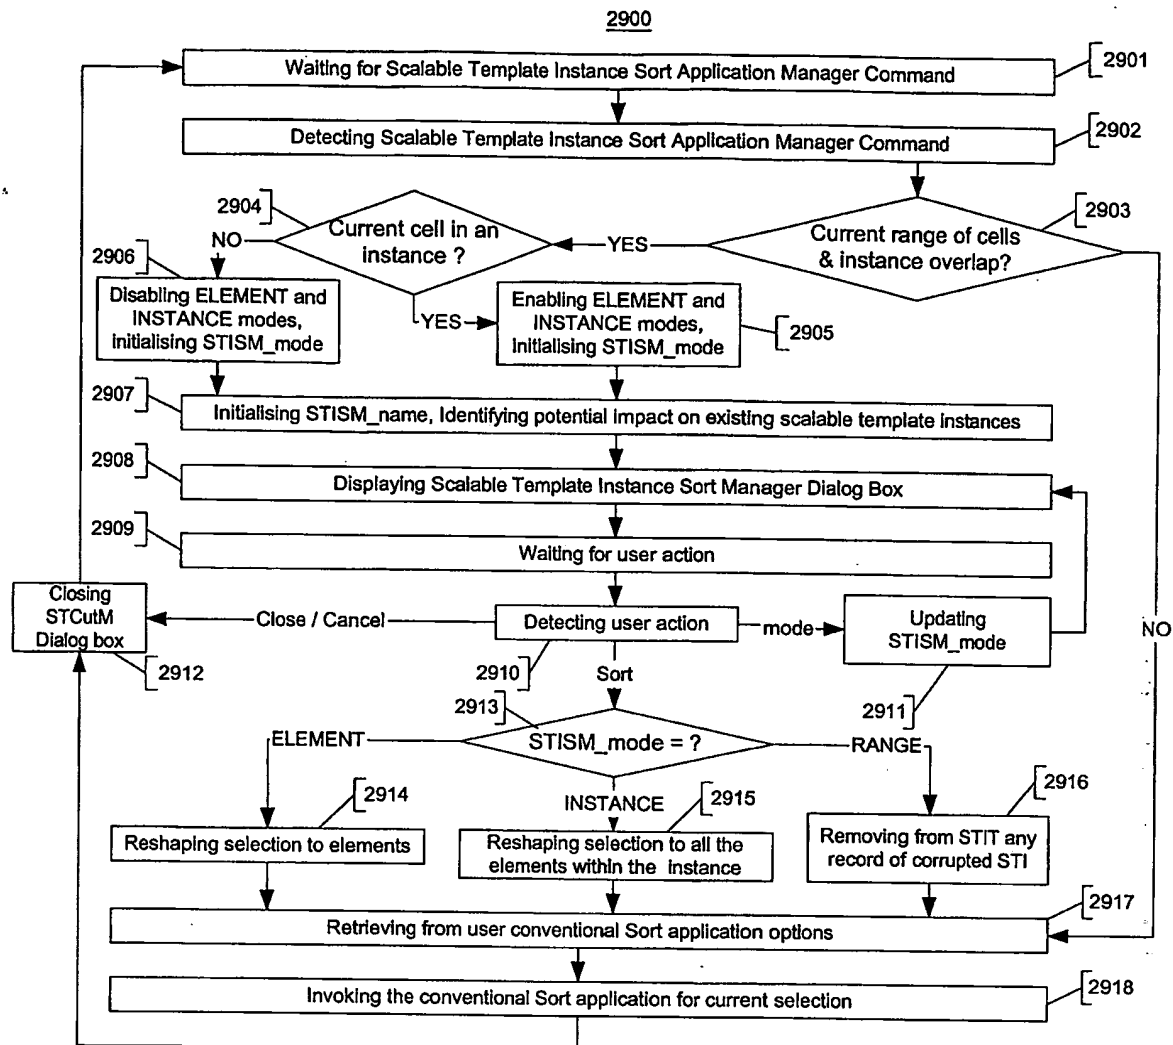 2900
Waiting for Scalable Template Instance Sort Application Manager Command
2901
Detecting Scalable Template Instance Sort Application Manager Command
2902
2904
2903
Current cell in an
instance ?
Current range of cells
& instance overlap?
YES
NO
2906
Disabling ELEMENT and
INSTANCE modes,
Initialising STISM_mode
YES
Enabling ELEMENT and
INSTANCE modes,
Initialising STISM_mode
2905
2907
Initialising STISM_name, Identifying potential impact on existing scalable template instances
2908
Displaying Scalable Template Instance Sort Manager Dialog Box
2909
Waiting for user action
Closing
STCutM
Dialog box
Close / Cancel
Detecting user action
mode
Updating
STISM_mode
NO
2912
2910
Sort
2911
2913
STISM_mode = ?
ELEMENT
RANGE
INSTANCE
2914
2915
2916
Reshaping selection to elements
Reshaping selection to all the
elements within the instance
Removing from STIT any
record of corrupted STI
2917
Retrieving from user conventional Sort application options
Invoking the conventional Sort application for current selection
2918